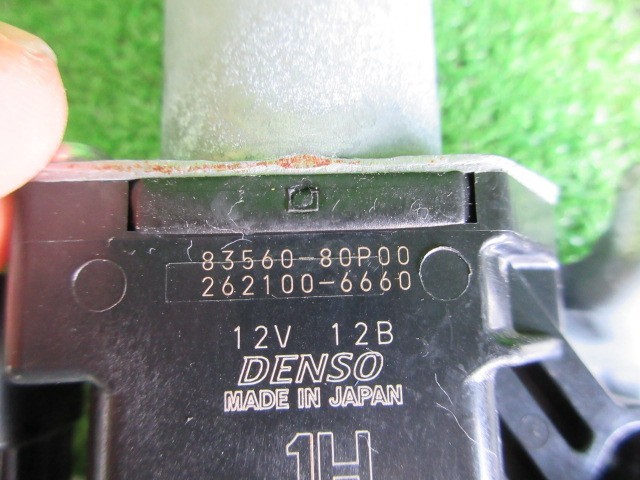 83560-80P00
262100-6660
12V 12B
DENSO
MADE IN JAPAN
1H